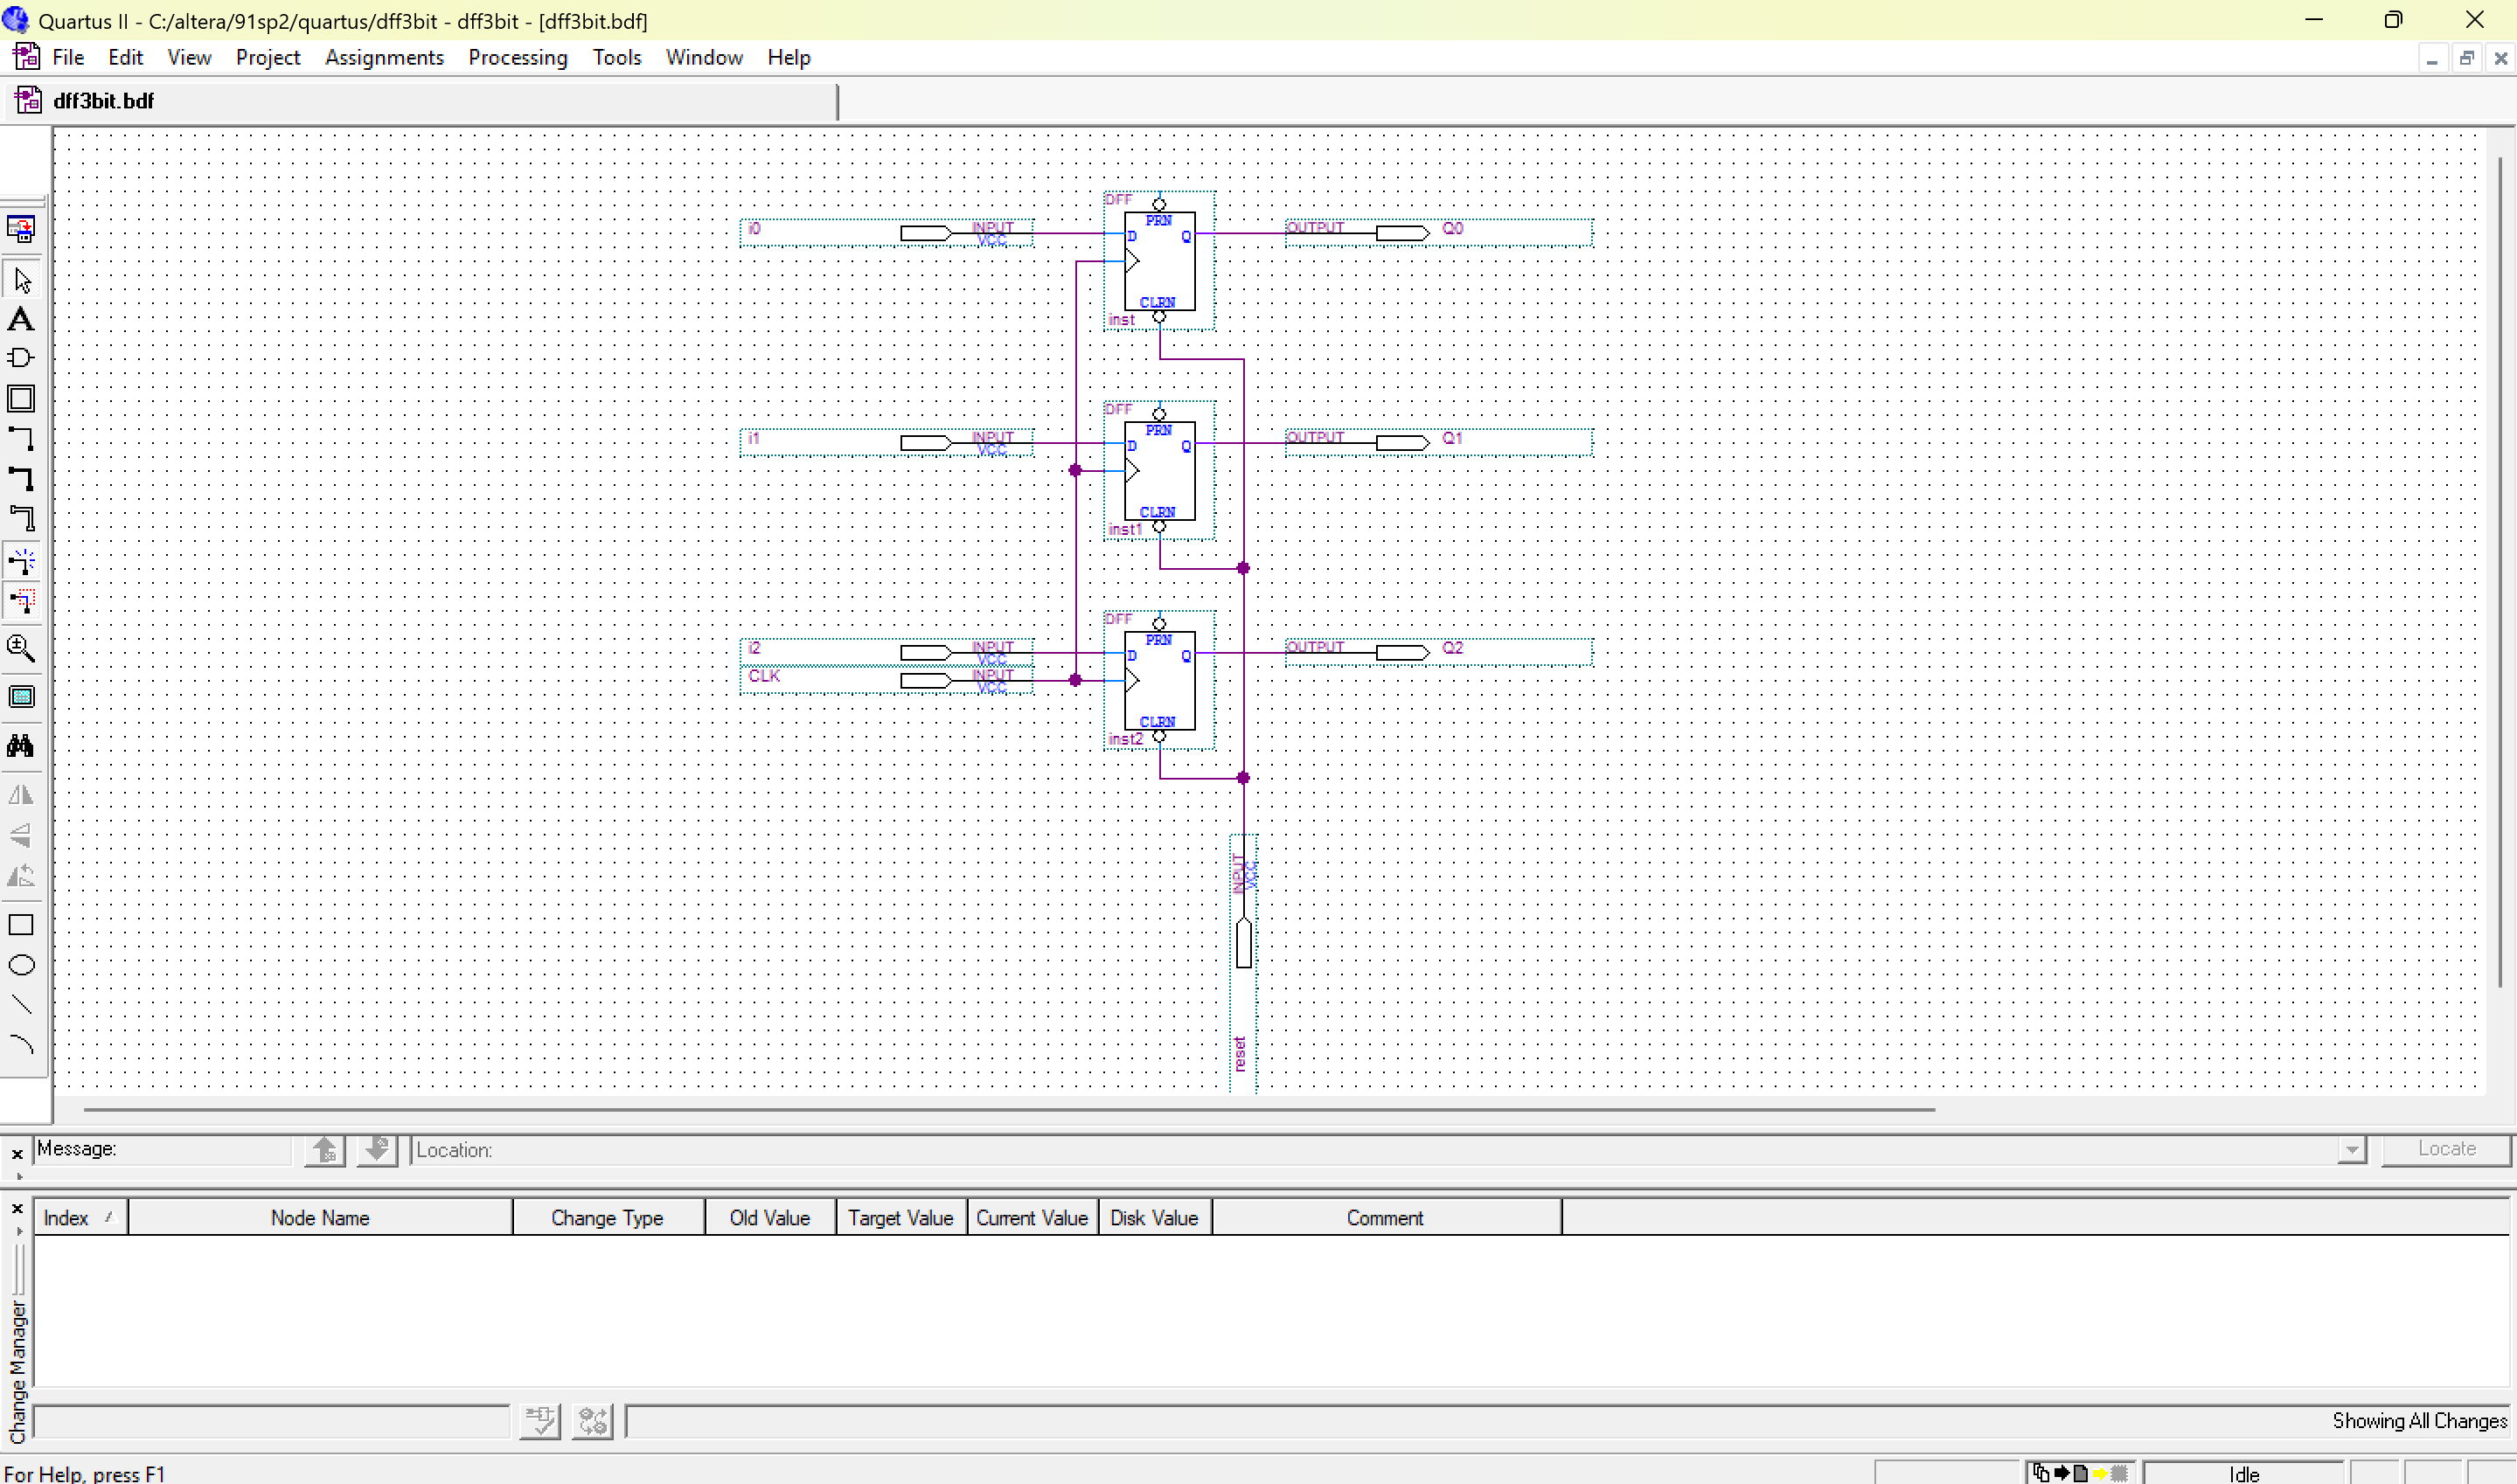 Quartus II - C:/altera/91sp2/quartus/dff3bit - dff3bit - [dff3bit.bdf]
File Edit View Project Assignments Processing Tools Window Help
dff3bit.bdf
DFF
PRN
i0 INPUT VCC D Q OUTPUT Q0
CLRN
inst
DFF
PRN
i1 INPUT VCC D Q OUTPUT Q1
CLRN
inst1
DFF
PRN
i2 INPUT VCC D Q OUTPUT Q2
CLK INPUT VCC
CLRN
inst2
INPUT VCC
reset
Message: Location: Locate
Index Node Name Change Type Old Value Target Value Current Value Disk Value Comment
Change Manager
Showing All Changes
For Help, press F1 Idle